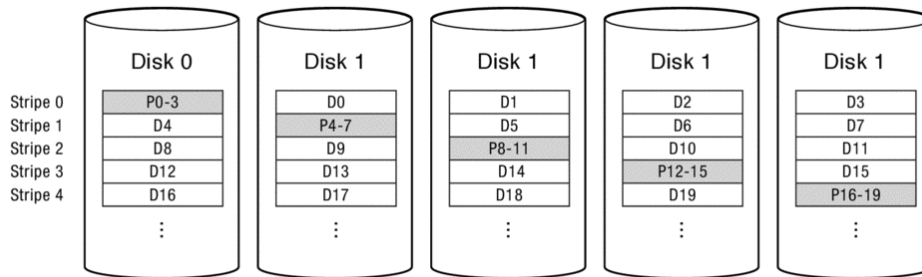 Disk 0 Disk 1 Disk 1 Disk 1 Disk 1
Stripe 0 P0-3 D0 D1 D2 D3
Stripe 1 D4 P4-7 D5 D6 D7
Stripe 2 D8 D9 P8-11 D10 D11
Stripe 3 D12 D13 D14 P12-15 D15
Stripe 4 D16 D17 D18 D19 P16-19
⋮ ⋮ ⋮ ⋮ ⋮